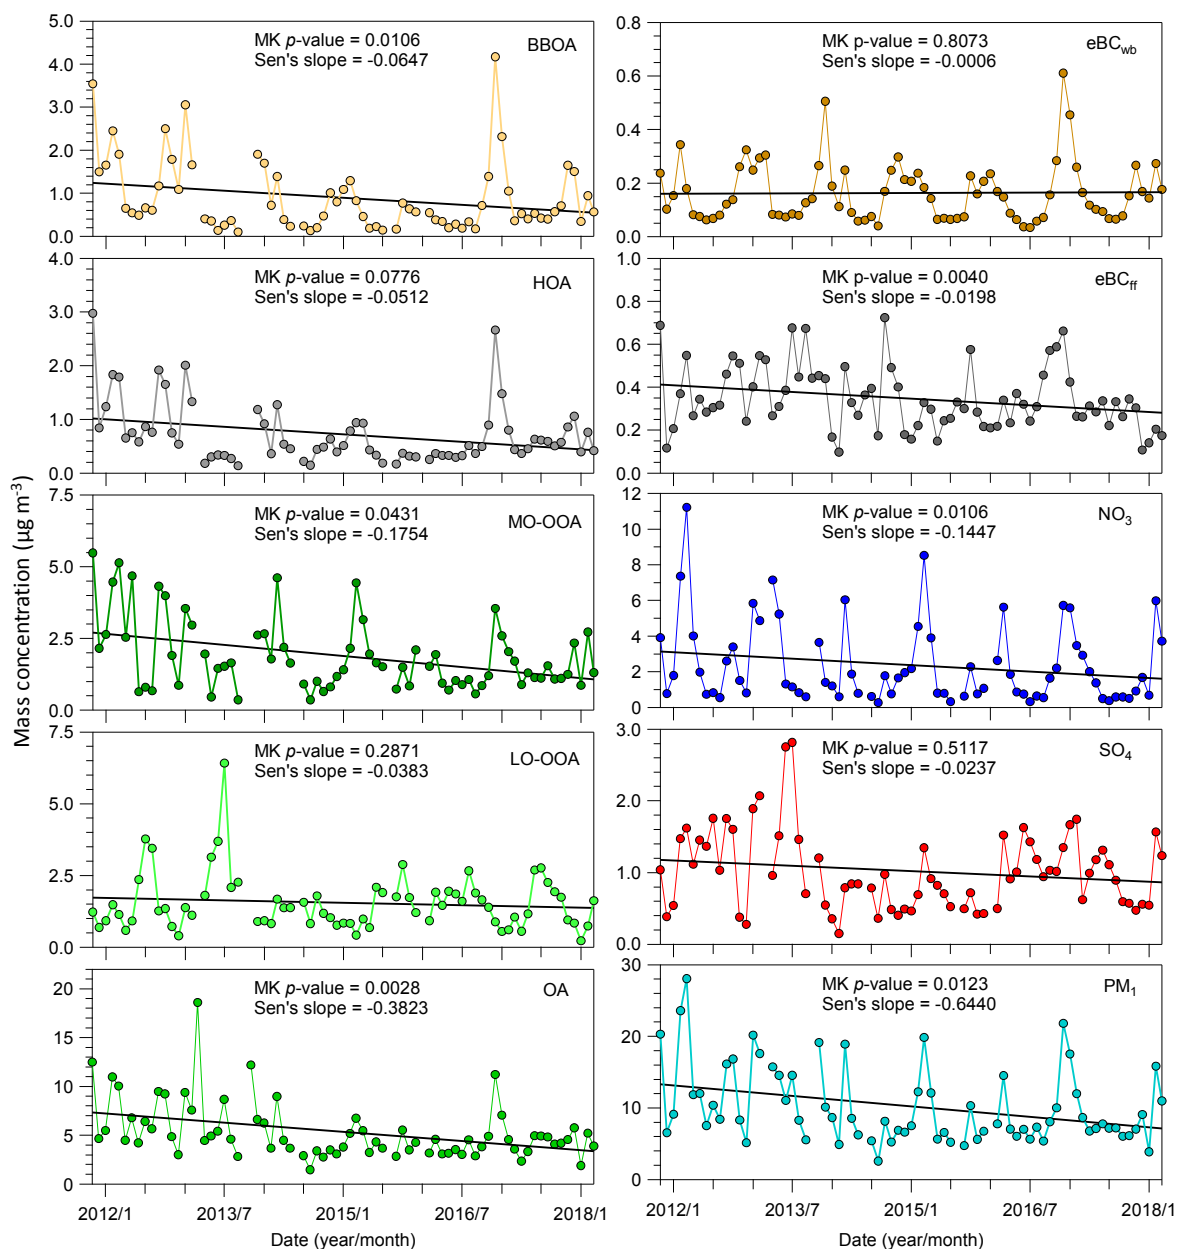 Mass concentration (µg m-3)
5.0
4.0
3.0
2.0
1.0
0.0
MK p-value = 0.0106
Sen's slope = -0.0647
BBOA
0.8
0.6
0.4
0.2
0.0
MK p-value = 0.8073
Sen's slope = -0.0006
eBCwb
4.0
3.0
2.0
1.0
0.0
MK p-value = 0.0776
Sen's slope = -0.0512
HOA
1.0
0.8
0.6
0.4
0.2
0.0
MK p-value = 0.0040
Sen's slope = -0.0198
eBCff
7.5
5.0
2.5
0.0
MK p-value = 0.0431
Sen's slope = -0.1754
MO-OOA
12
10
8
6
4
2
0
MK p-value = 0.0106
Sen's slope = -0.1447
NO3
7.5
5.0
2.5
0.0
MK p-value = 0.2871
Sen's slope = -0.0383
LO-OOA
3.0
2.0
1.0
0.0
MK p-value = 0.5117
Sen's slope = -0.0237
SO4
20
15
10
5
0
MK p-value = 0.0028
Sen's slope = -0.3823
OA
30
20
10
0
MK p-value = 0.0123
Sen's slope = -0.6440
PM1
2012/1 2013/7 2015/1 2016/7 2018/1
Date (year/month)
2012/1 2013/7 2015/1 2016/7 2018/1
Date (year/month)